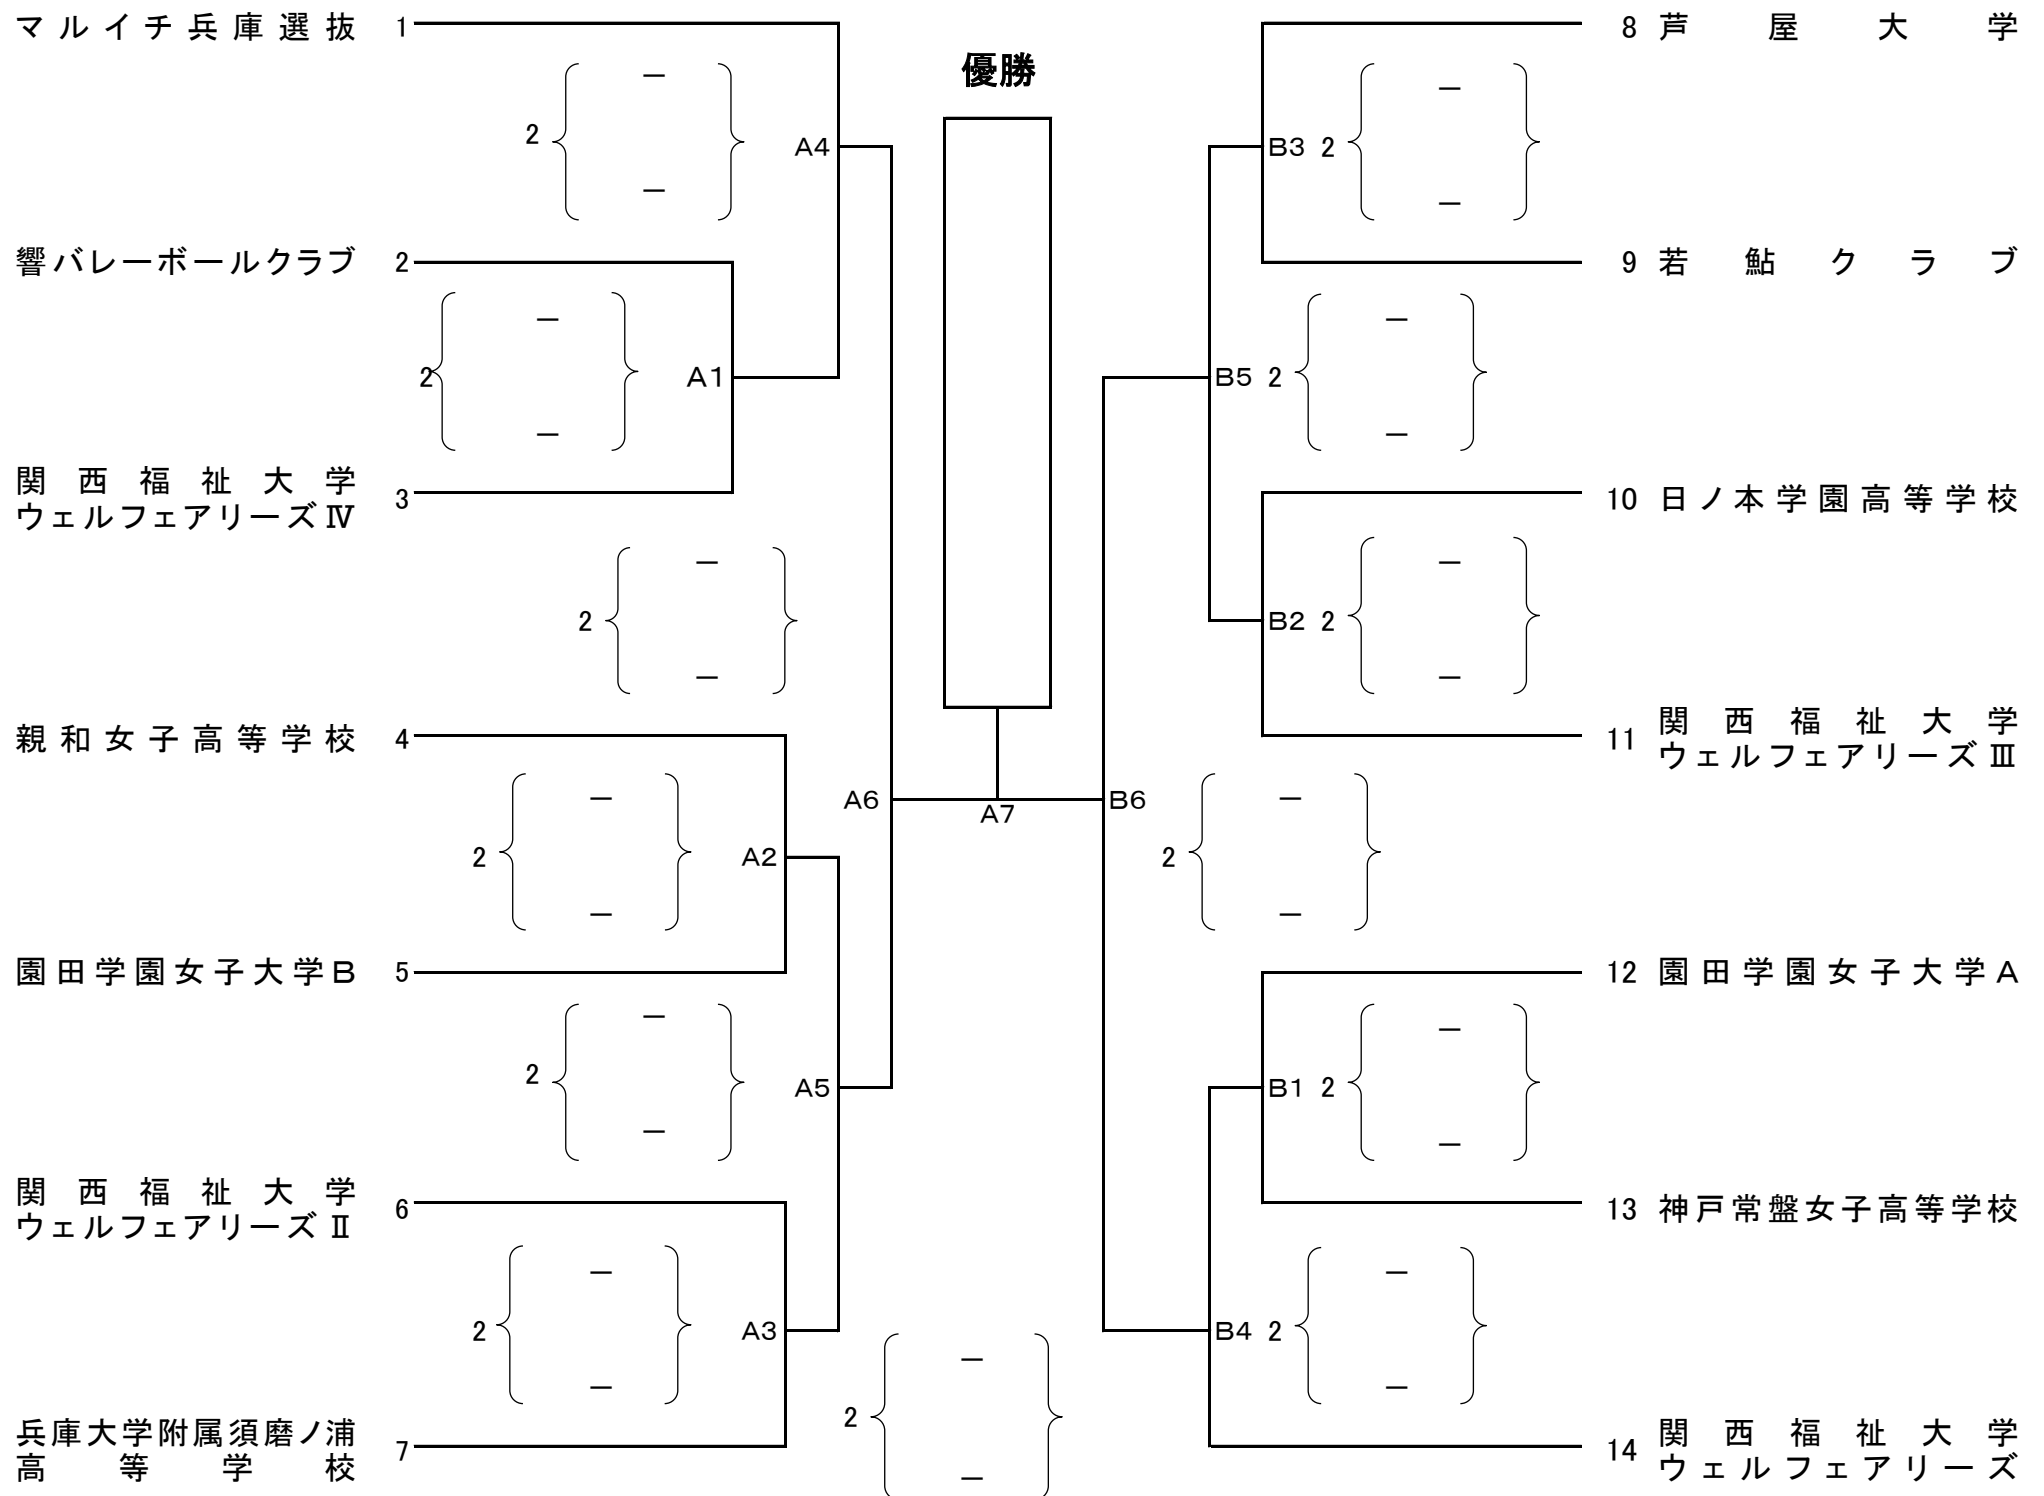 マルイチ兵庫選抜 1
8 芦屋大学
優勝
－
－
2
A4
B3 2
－
－
響バレーボールクラブ 2
9 若鮎クラブ
－
－
2
A1
B5 2
－
－
関西福祉大学
ウェルフェアリーズⅣ
3
10 日ノ本学園高等学校
－
－
2
B2 2
－
－
親和女子高等学校 4
11
関西福祉大学
ウェルフェアリーズⅢ
－
A6
A7
B6
－
2
A2
2
－
－
園田学園女子大学B 5
12 園田学園女子大学A
－
－
2
A5
B1 2
－
－
関西福祉大学
ウェルフェアリーズⅡ
6
13 神戸常盤女子高等学校
－
－
2
A3
B4 2
－
－
－
2
－
兵庫大学附属須磨ノ浦
高等学校
7
14
関西福祉大学
ウェルフェアリーズ